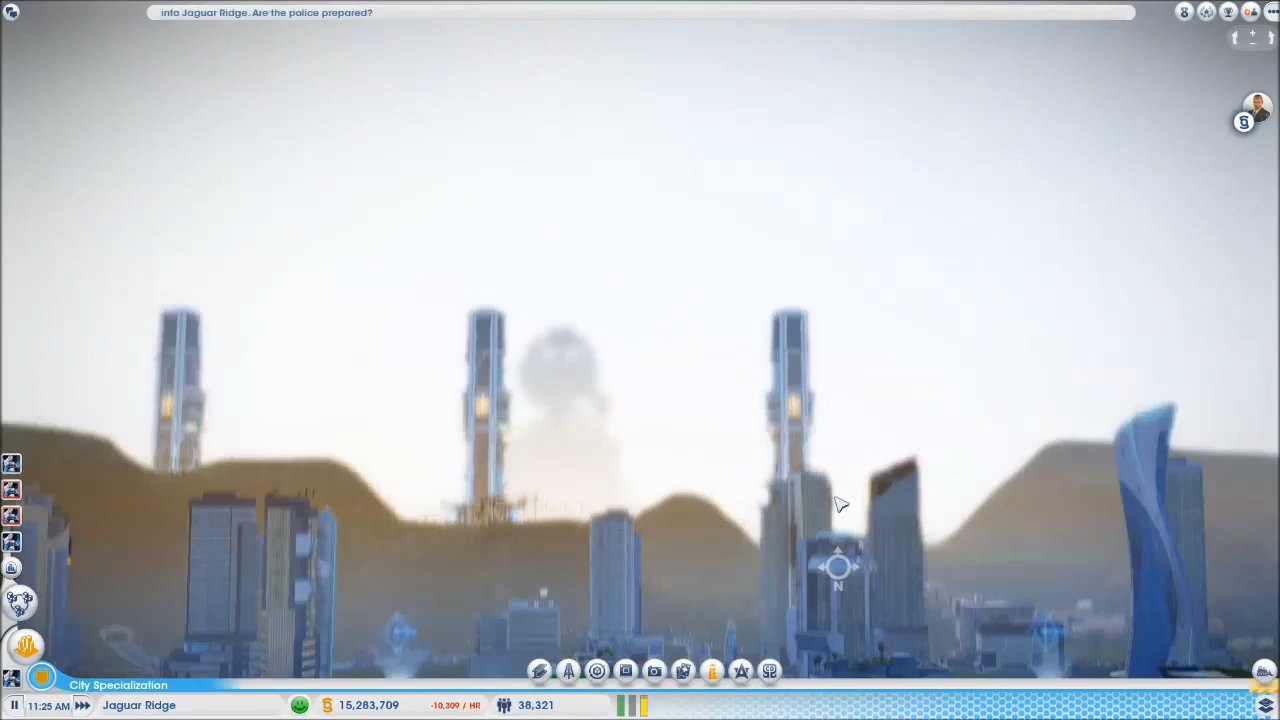 into Jaguar Ridge. Are the police prepared?
N
City Specialization
11:25 AM
Jaguar Ridge
15,283,709
-10,309 / HR
38,321